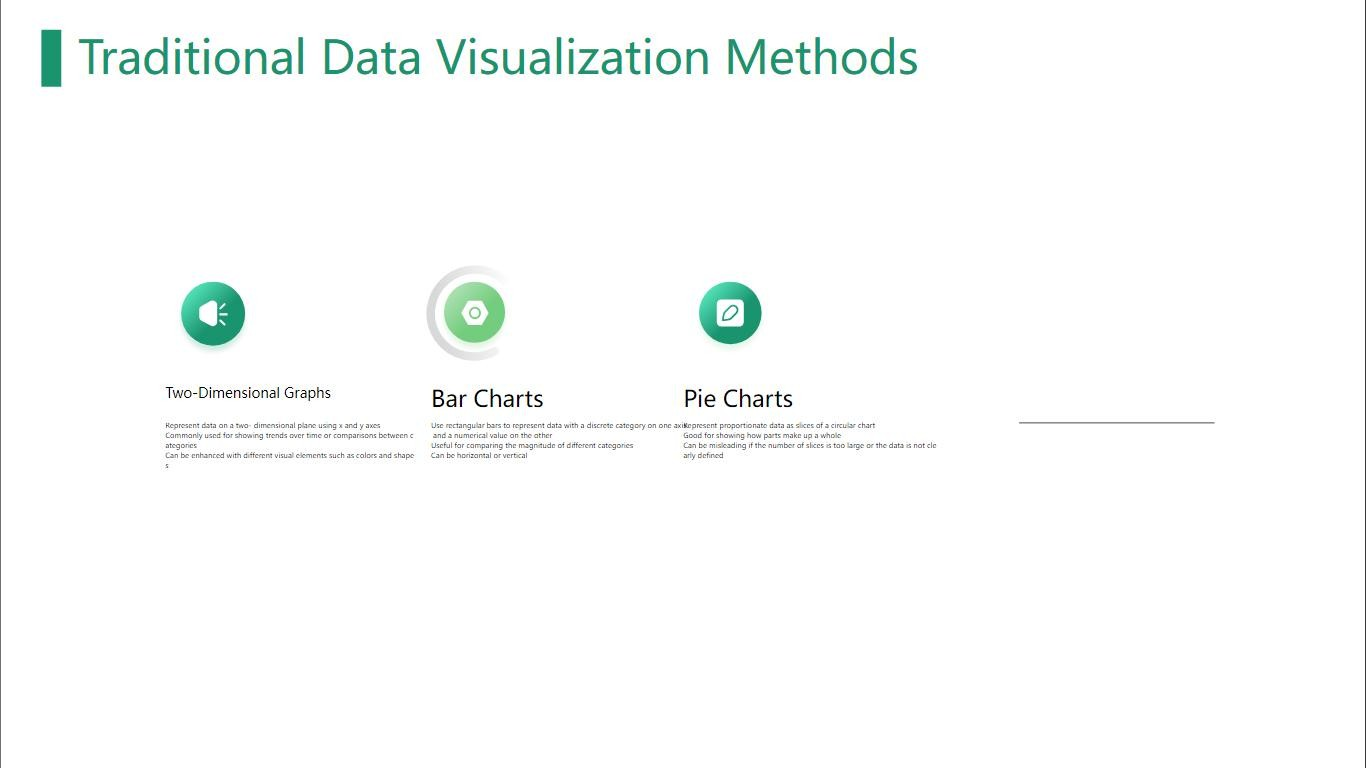 Traditional Data Visualization Methods
Two-Dimensional Graphs
Represent data on a two- dimensional plane using x and y axes
Commonly used for showing trends over time or comparisons between c
ategories
Can be enhanced with different visual elements such as colors and shape
s
Bar Charts
Use rectangular bars to represent data with a discrete category on one axis
and a numerical value on the other
Useful for comparing the magnitude of different categories
Can be horizontal or vertical
Pie Charts
Represent proportionate data as slices of a circular chart
Good for showing how parts make up a whole
Can be misleading if the number of slices is too large or the data is not cle
arly defined